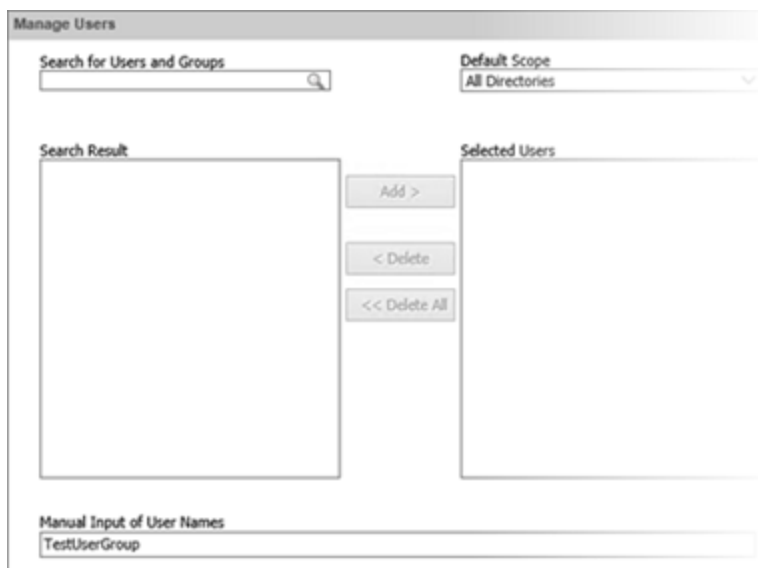 Manage Users
Search for Users and Groups
Default Scope
All Directories
Search Result
Selected Users
Add >
< Delete
<< Delete All
Manual Input of User Names
TestUserGroup